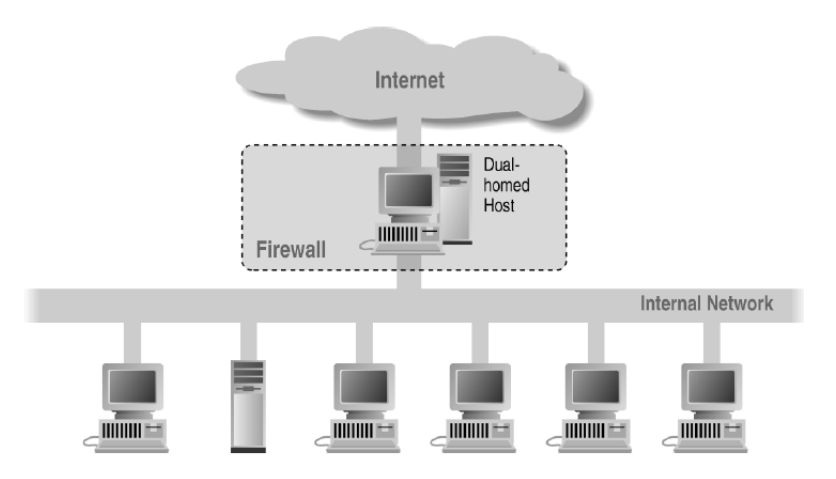 Internet
Dual-
homed
Host
Firewall
Internal Network